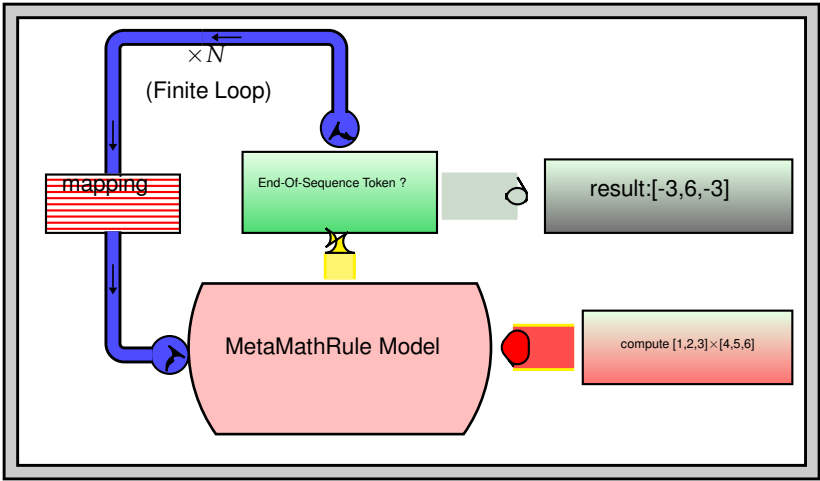 ×N
(Finite Loop)
mapping
End-Of-Sequence Token ?
result:[-3,6,-3]
MetaMathRule Model
compute [1,2,3]×[4,5,6]